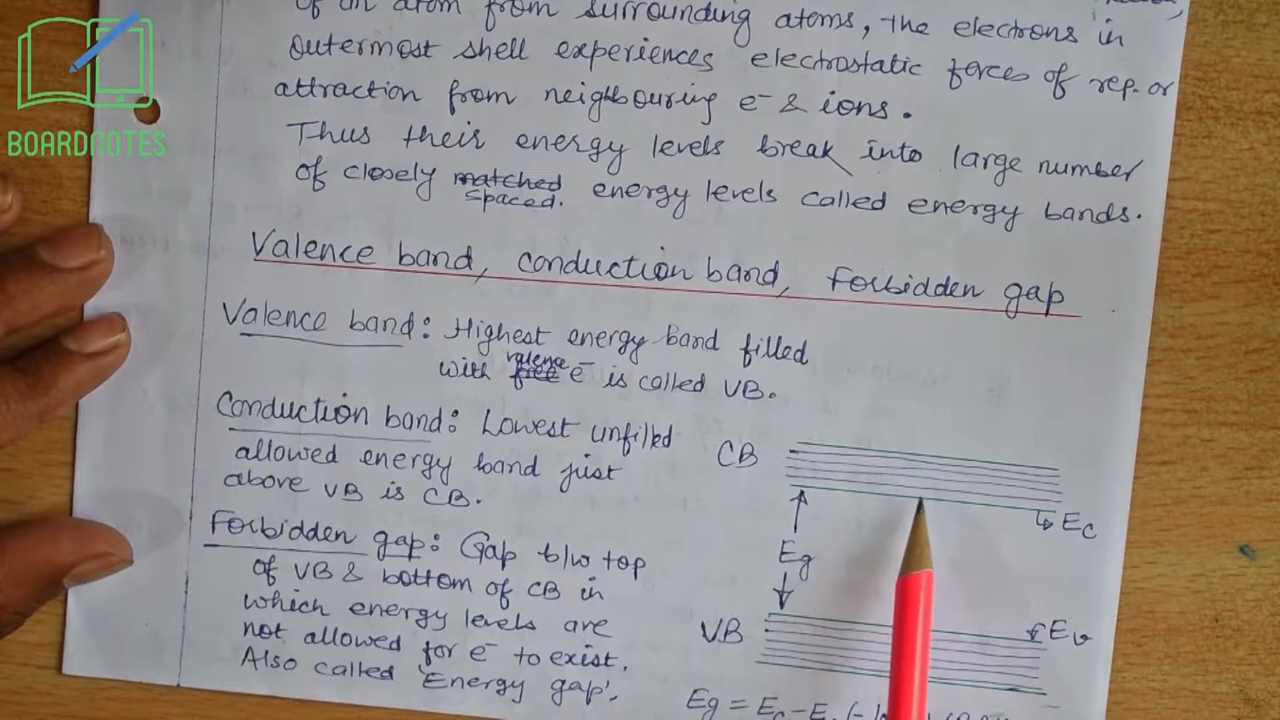 of an atom from surrounding atoms, the electrons in
outermost shell experiences electrostatic forces of rep. or
attraction from neighbouring e⁻ & ions.
Thus their energy levels break into large number
of closely matched spaced. energy levels called energy bands.
Valence band, conduction band, Forbidden gap
Valence band: Highest energy band filled
with free valence e⁻ is called VB.
Conduction band: Lowest unfilled
allowed energy band just
above VB is CB.
Forbidden gap: Gap b/w top
of VB & bottom of CB in
which energy levels are
not allowed for e⁻ to exist.
Also called 'Energy gap'.
CB
Ec
Eg
VB
Ev
Eg = Ec - E
BOARDNOTES